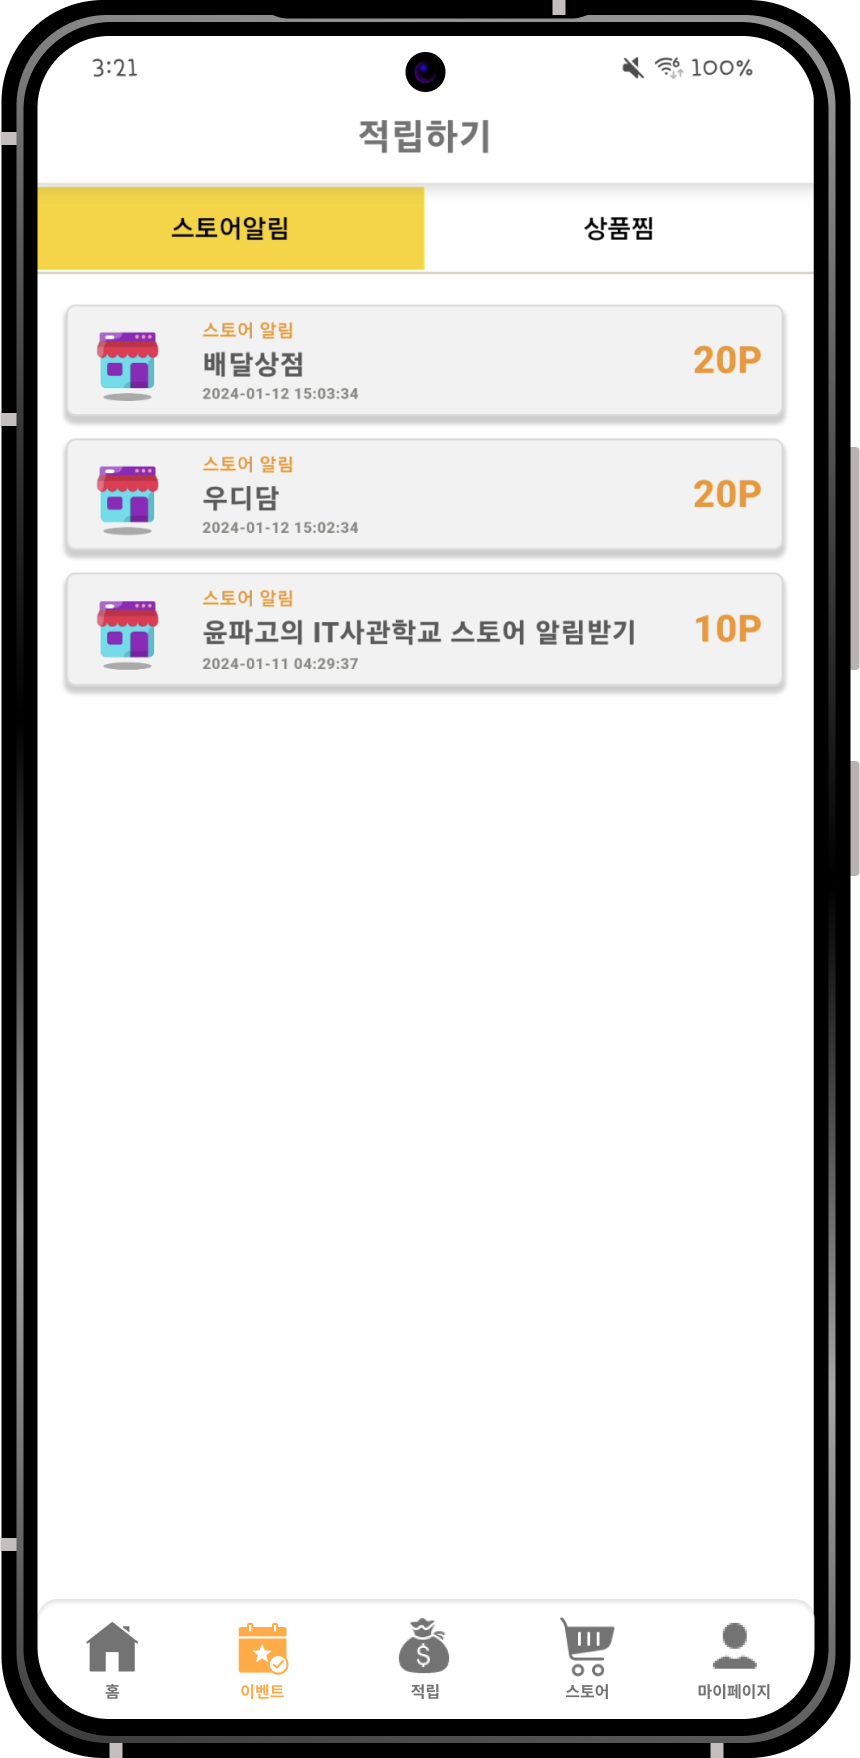 3:21
100%
적립하기
스토어알림
상품찜
스토어 알림
배달상점
2024-01-12 15:03:34
20P
스토어 알림
우디담
2024-01-12 15:02:34
20P
스토어 알림
윤파고의 IT사관학교 스토어 알림받기
2024-01-11 04:29:37
10P
홈
이벤트
적립
스토어
마이페이지